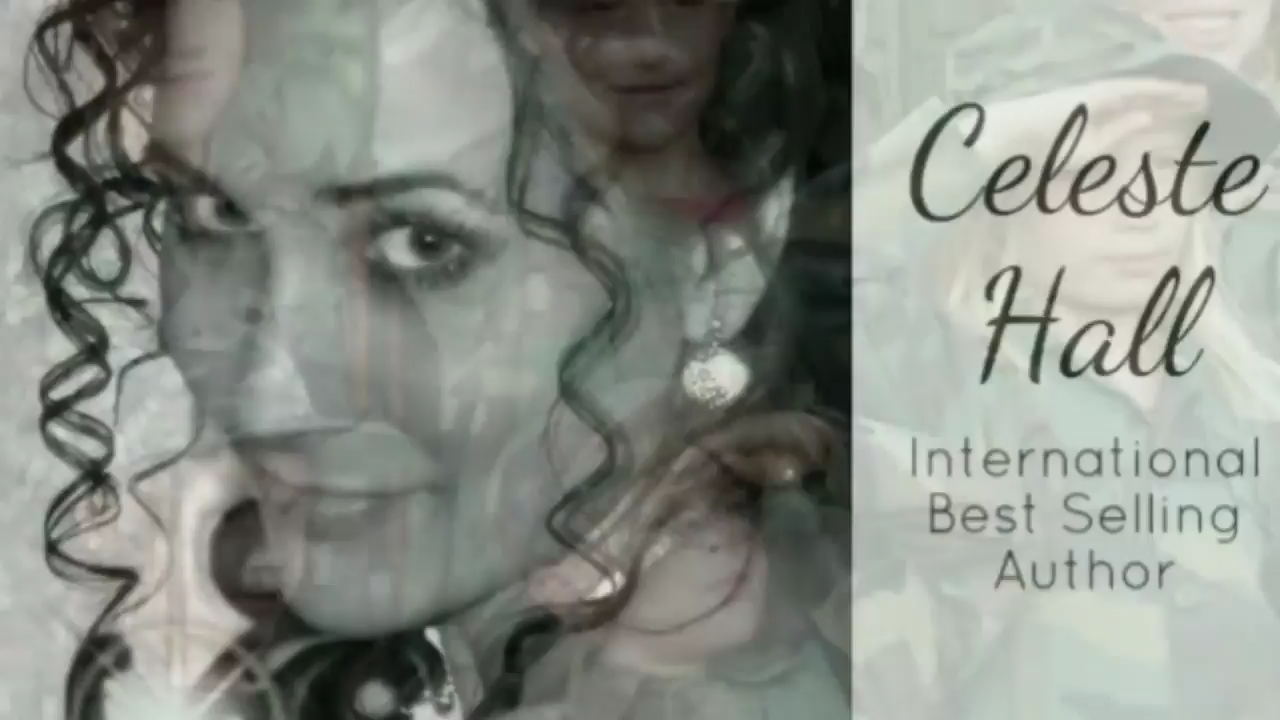 Celeste
Hall
International
Best Selling
Author